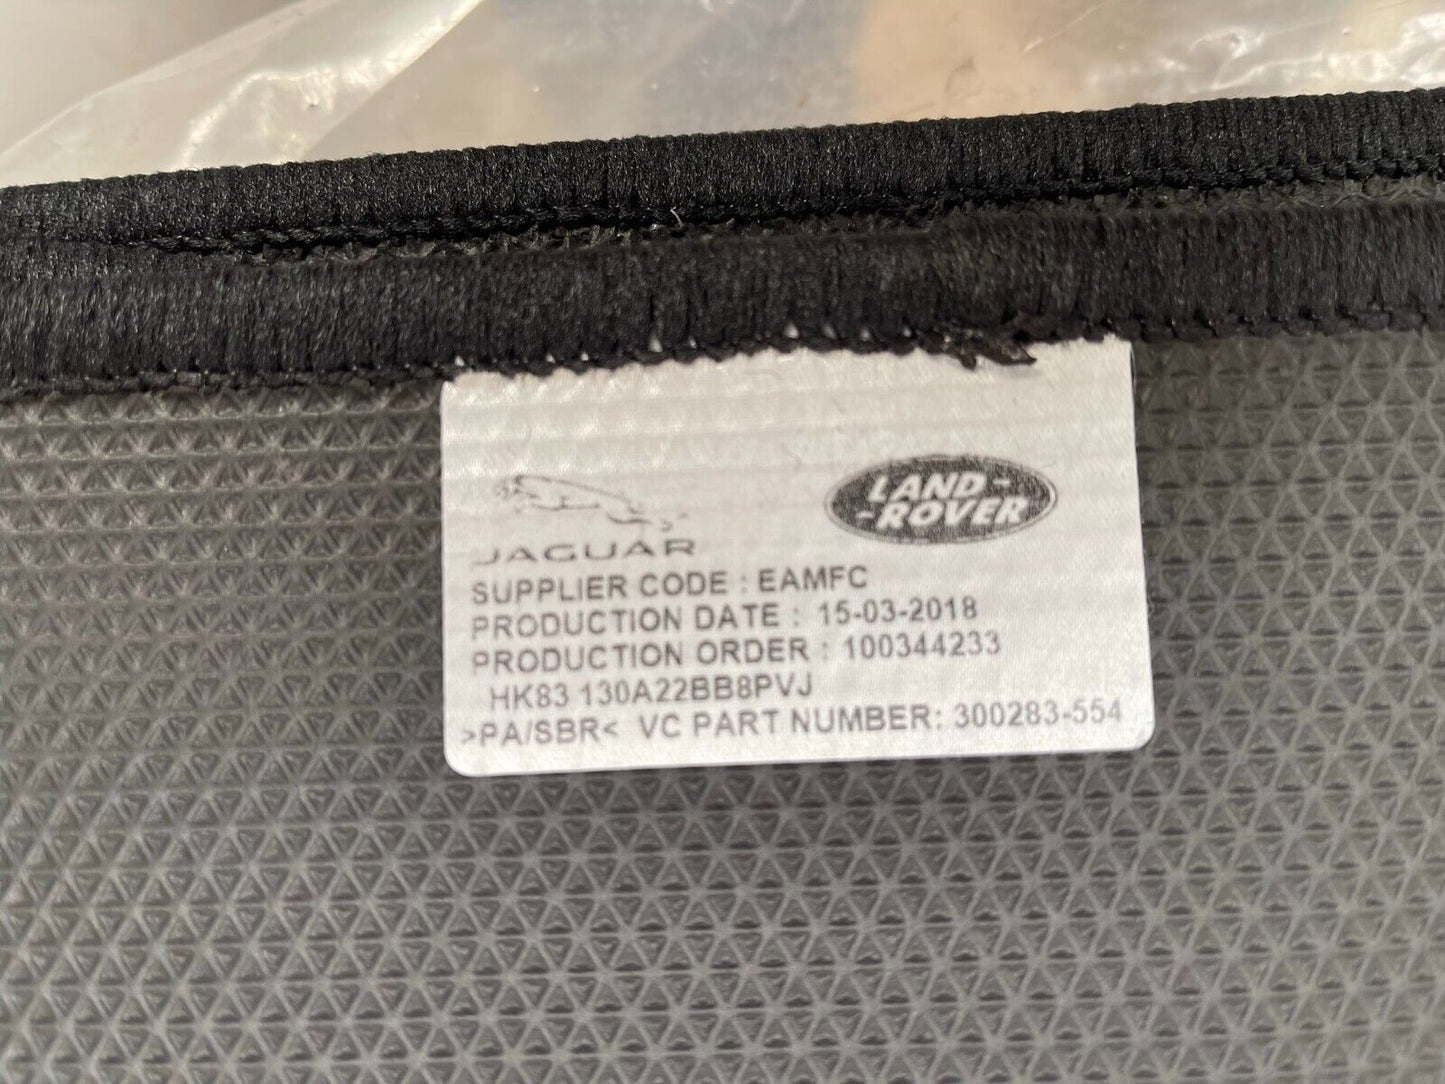 JAGUAR
LAND-
-ROVER
SUPPLIER CODE : EAMFC
PRODUCTION DATE : 15-03-2018
PRODUCTION ORDER : 100344233
HK83 130A22BB8PVJ
>PA/SBR< VC PART NUMBER: 300283-554